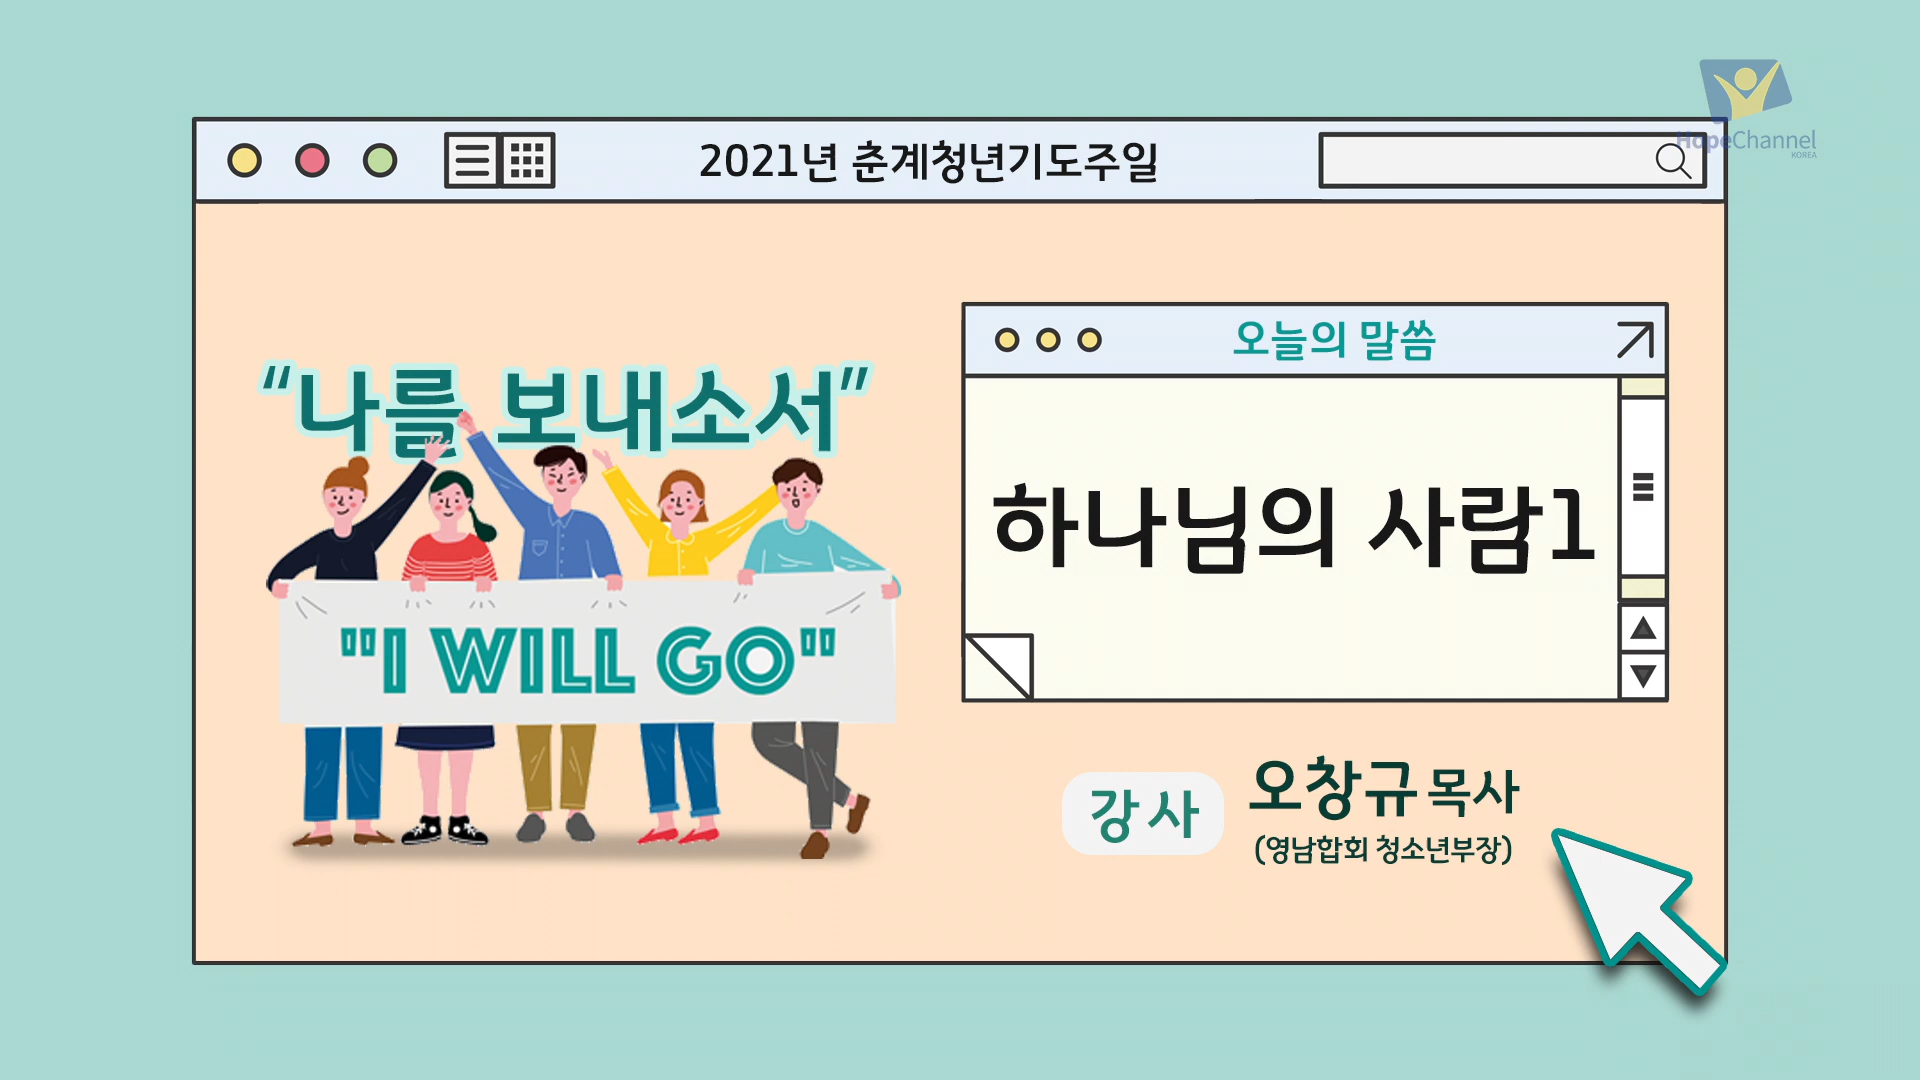 HopeChannel
KOREA
2021년 춘계청년기도주일
“나를 보내소서”
"I WILL GO"
오늘의 말씀
하나님의 사람1
강사
오창규 목사
(영남합회 청소년부장)